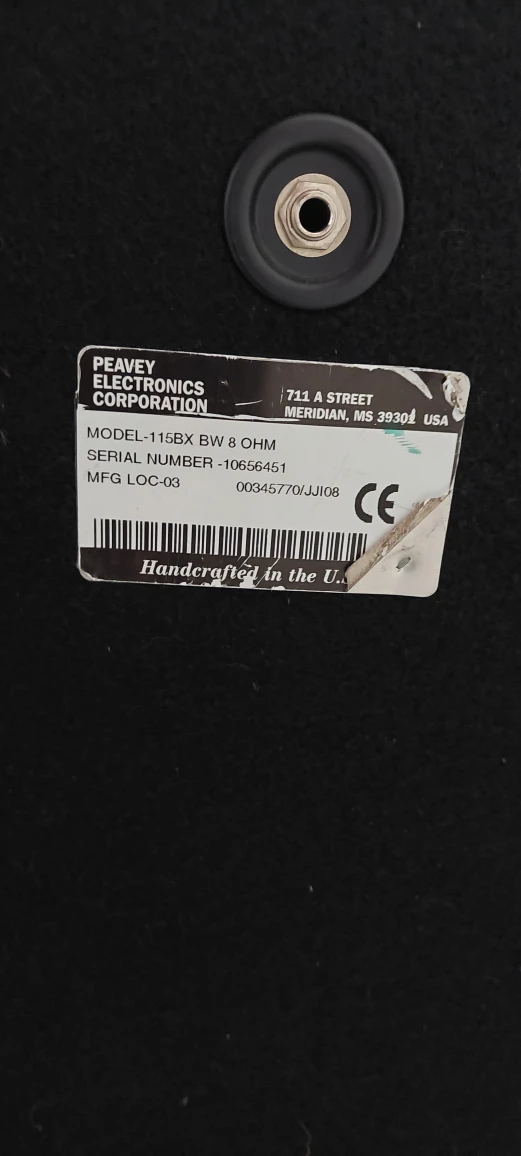 PEAVEY
ELECTRONICS
CORPORATION
711 A STREET
MERIDIAN, MS 39301 USA
MODEL-115BX BW 8 OHM
SERIAL NUMBER -10656451
MFG LOC-03 00345770/JJI08
CE
Handcrafted in the U.